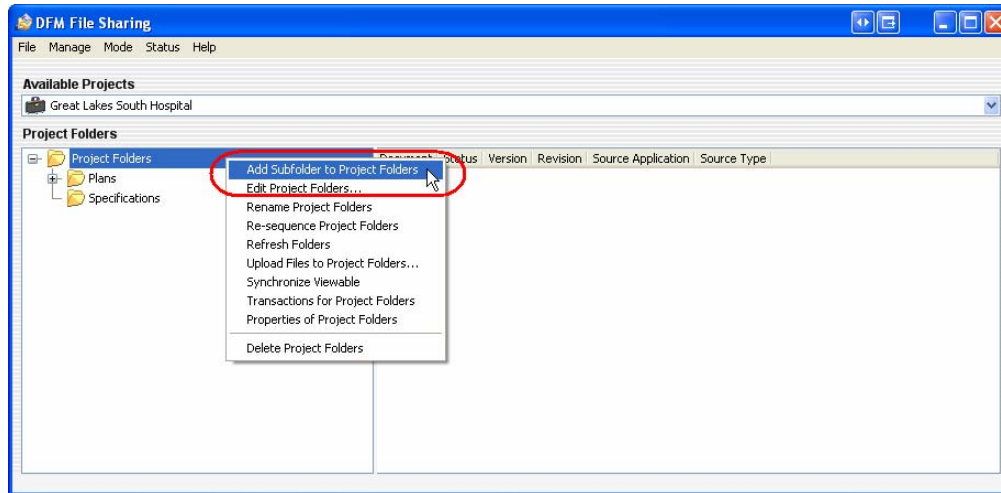 DFM File Sharing
File Manage Mode Status Help
Available Projects
Great Lakes South Hospital
Project Folders
Project Folders
Plans
Specifications
Document Status Version Revision Source Application Source Type
Add Subfolder to Project Folders
Edit Project Folders...
Rename Project Folders
Re-sequence Project Folders
Refresh Folders
Upload Files to Project Folders...
Synchronize Viewable
Transactions for Project Folders
Properties of Project Folders
Delete Project Folders